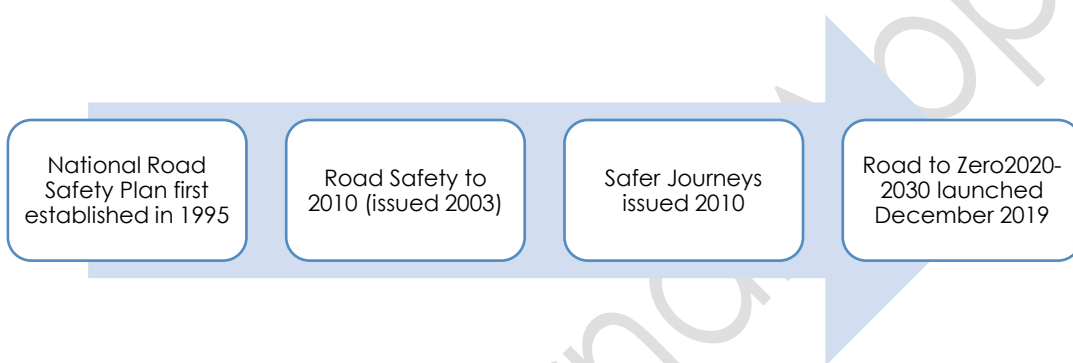 National Road
Safety Plan first
established in 1995
Road Safety to
2010 (issued 2003)
Safer Journeys
issued 2010
Road to Zero2020-
2030 launched
December 2019